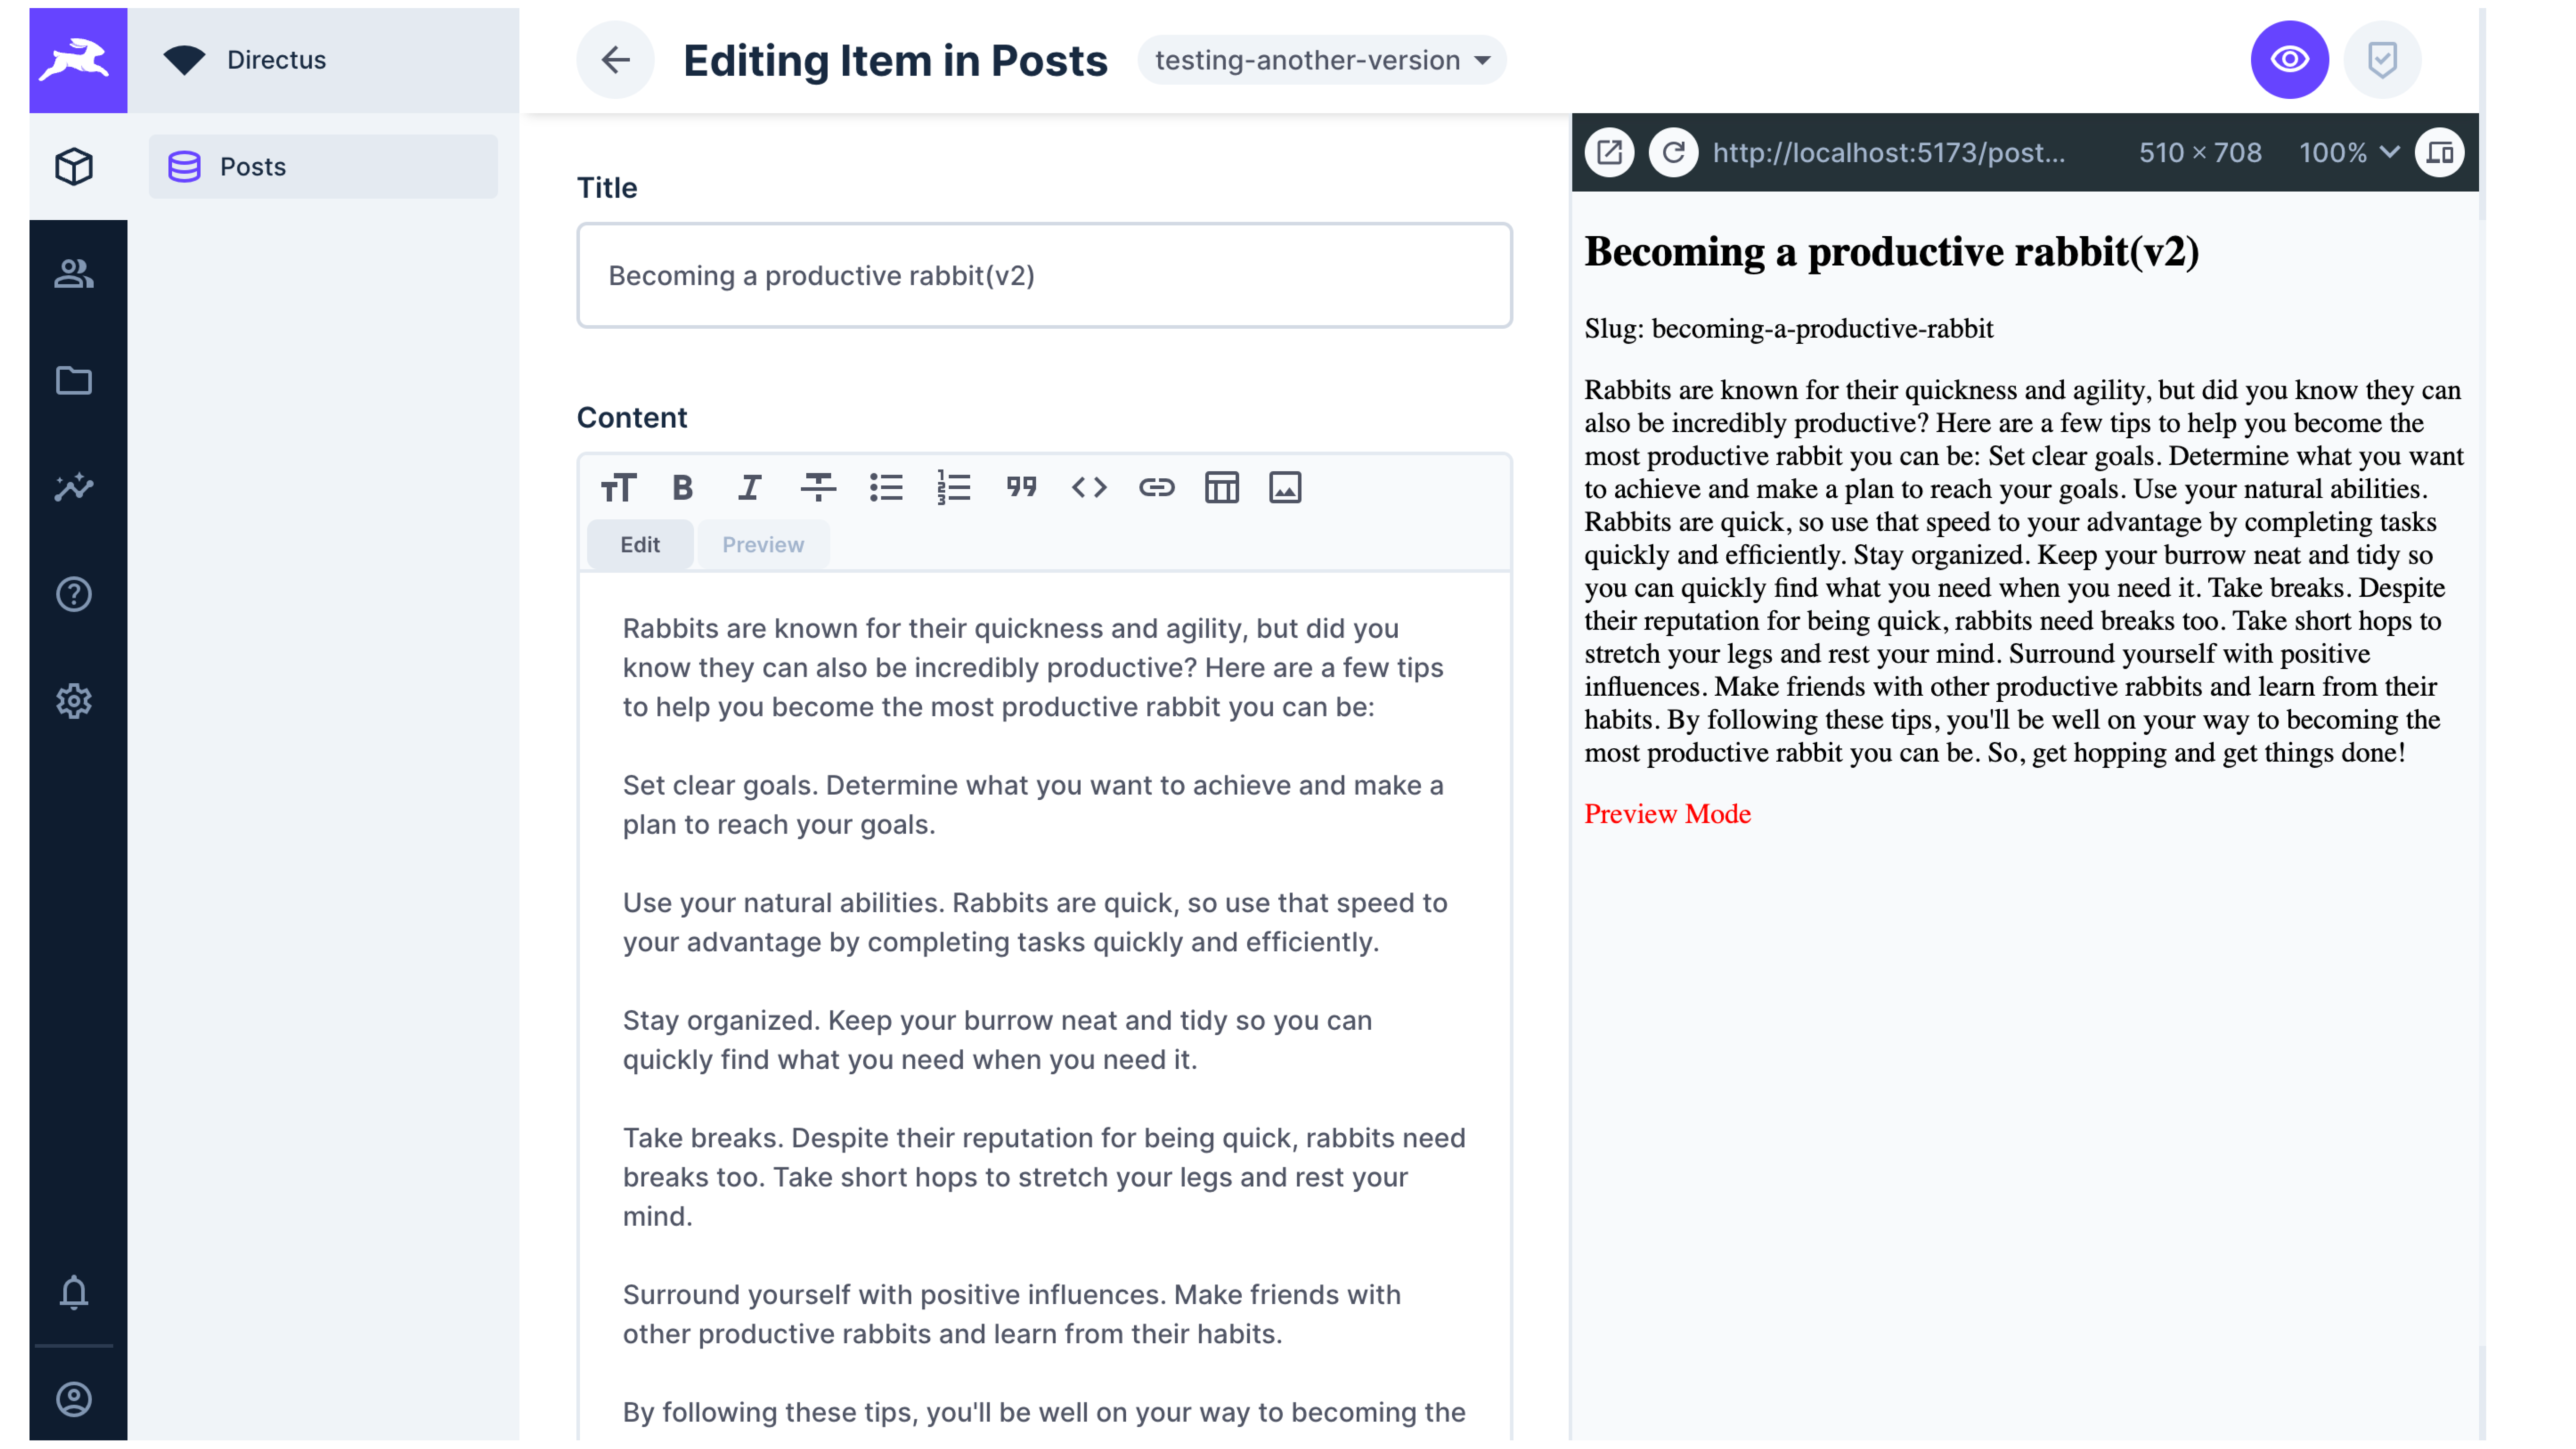 Directus
Posts
Editing Item in Posts
testing-another-version
Title
Becoming a productive rabbit(v2)
Content
Edit
Preview
Rabbits are known for their quickness and agility, but did you
know they can also be incredibly productive? Here are a few tips
to help you become the most productive rabbit you can be:
Set clear goals. Determine what you want to achieve and make a
plan to reach your goals.
Use your natural abilities. Rabbits are quick, so use that speed to
your advantage by completing tasks quickly and efficiently.
Stay organized. Keep your burrow neat and tidy so you can
quickly find what you need when you need it.
Take breaks. Despite their reputation for being quick, rabbits need
breaks too. Take short hops to stretch your legs and rest your
mind.
Surround yourself with positive influences. Make friends with
other productive rabbits and learn from their habits.
By following these tips, you'll be well on your way to becoming the
http://localhost:5173/post...
510 × 708
100%
Becoming a productive rabbit(v2)
Slug: becoming-a-productive-rabbit
Rabbits are known for their quickness and agility, but did you know they can
also be incredibly productive? Here are a few tips to help you become the
most productive rabbit you can be: Set clear goals. Determine what you want
to achieve and make a plan to reach your goals. Use your natural abilities.
Rabbits are quick, so use that speed to your advantage by completing tasks
quickly and efficiently. Stay organized. Keep your burrow neat and tidy so
you can quickly find what you need when you need it. Take breaks. Despite
their reputation for being quick, rabbits need breaks too. Take short hops to
stretch your legs and rest your mind. Surround yourself with positive
influences. Make friends with other productive rabbits and learn from their
habits. By following these tips, you'll be well on your way to becoming the
most productive rabbit you can be. So, get hopping and get things done!
Preview Mode